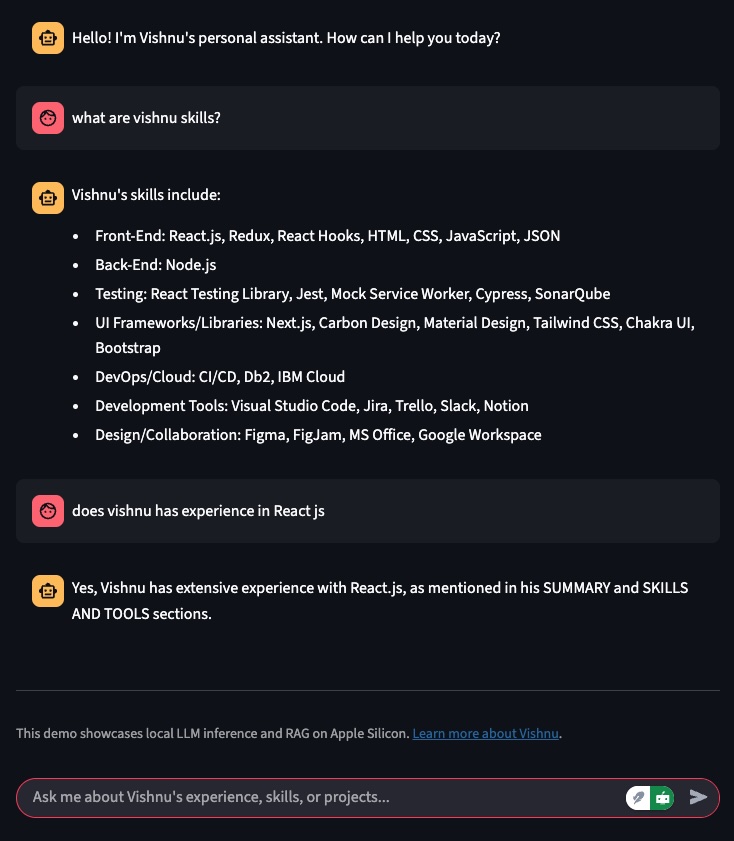 Hello! I'm Vishnu's personal assistant. How can I help you today?
what are vishnu skills?
Vishnu's skills include:
• Front-End: React.js, Redux, React Hooks, HTML, CSS, JavaScript, JSON
• Back-End: Node.js
• Testing: React Testing Library, Jest, Mock Service Worker, Cypress, SonarQube
• UI Frameworks/Libraries: Next.js, Carbon Design, Material Design, Tailwind CSS, Chakra UI,
Bootstrap
• DevOps/Cloud: CI/CD, Db2, IBM Cloud
• Development Tools: Visual Studio Code, Jira, Trello, Slack, Notion
• Design/Collaboration: Figma, FigJam, MS Office, Google Workspace
does vishnu has experience in React js
Yes, Vishnu has extensive experience with React.js, as mentioned in his SUMMARY and SKILLS
AND TOOLS sections.
This demo showcases local LLM inference and RAG on Apple Silicon. Learn more about Vishnu.
Ask me about Vishnu's experience, skills, or projects...